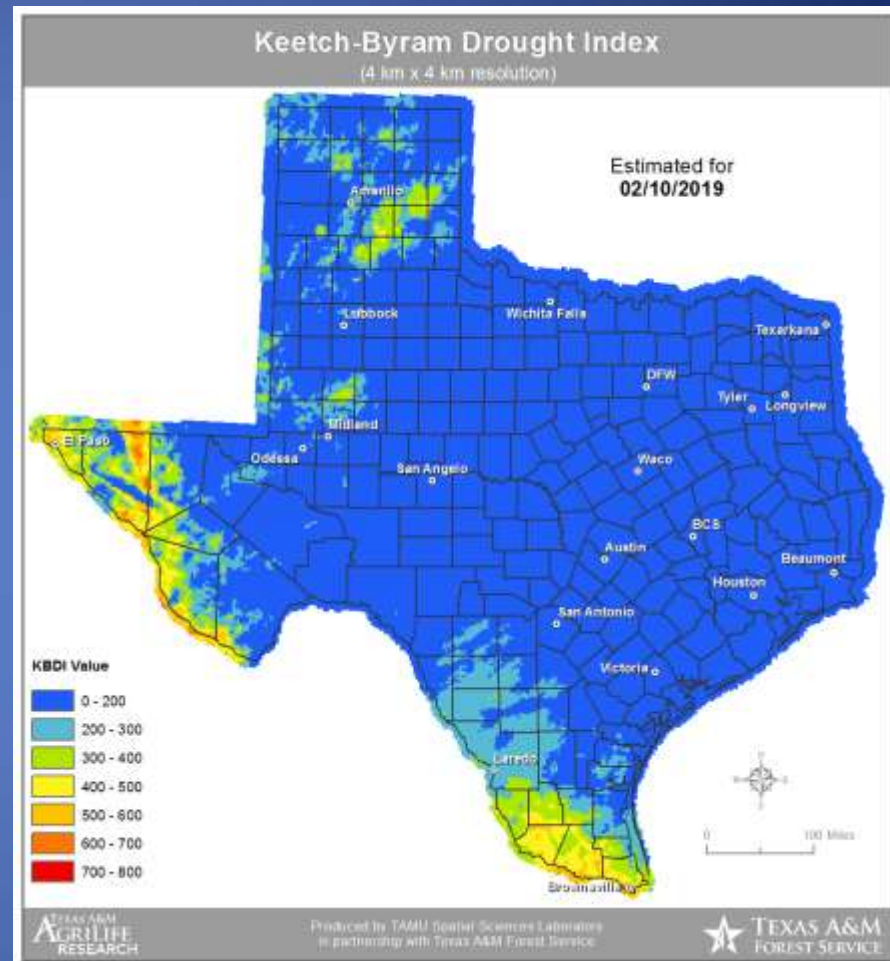 Keetch-Byram Drought Index
(4 km x 4 km resolution)
Estimated for
02/10/2019
Amarillo
Lubbock
Wichita Falls
Texarkana
DFW
Tyler
Longview
Midland
El Paso
Odessa
San Angelo
Waco
BCS
Austin
Beaumont
Houston
San Antonio
Victoria
KBDI Value
0 - 200
200 - 300
300 - 400
400 - 500
500 - 600
600 - 700
700 - 800
Laredo
0 100 Miles
Brownsville
TEXAS A&M
AGRILIFE
RESEARCH
Produced by TAMU Spatial Sciences Laboratory
in partnership with Texas A&M Forest Service
TEXAS A&M
FOREST SERVICE